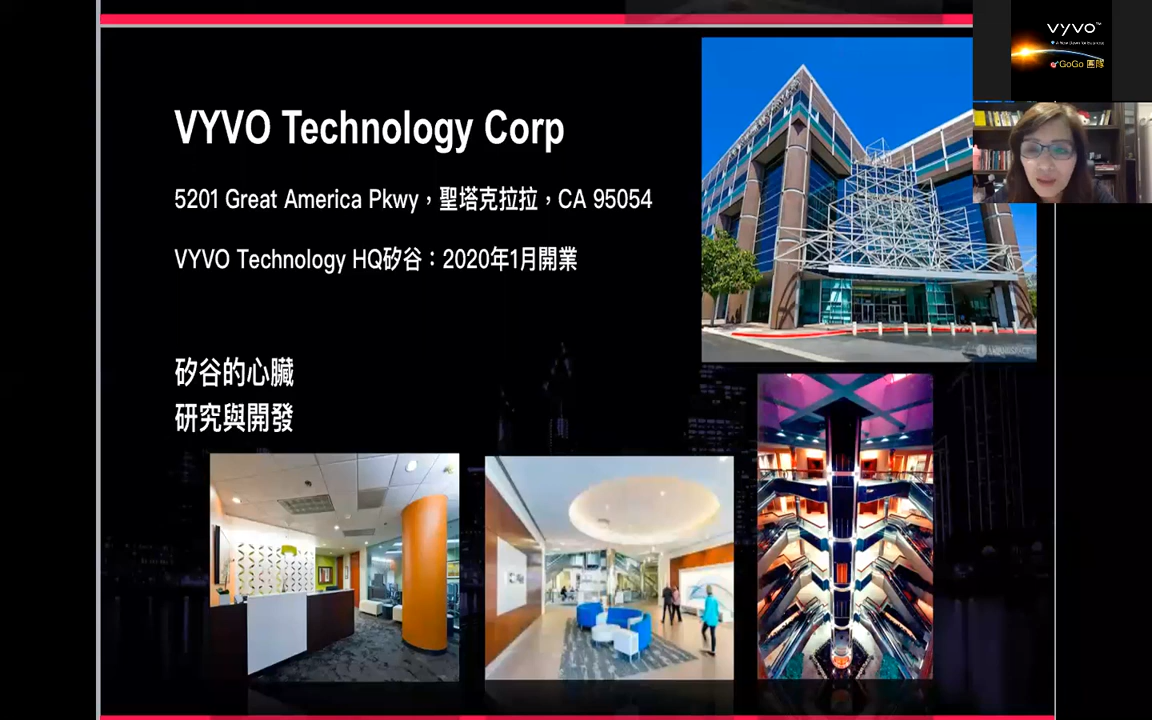 VYVO Technology Corp
5201 Great America Pkwy，聖塔克拉拉，CA 95054
VYVO Technology HQ矽谷：2020年1月開業
矽谷的心臟
研究與開發
VYVO™
GoGo 團隊